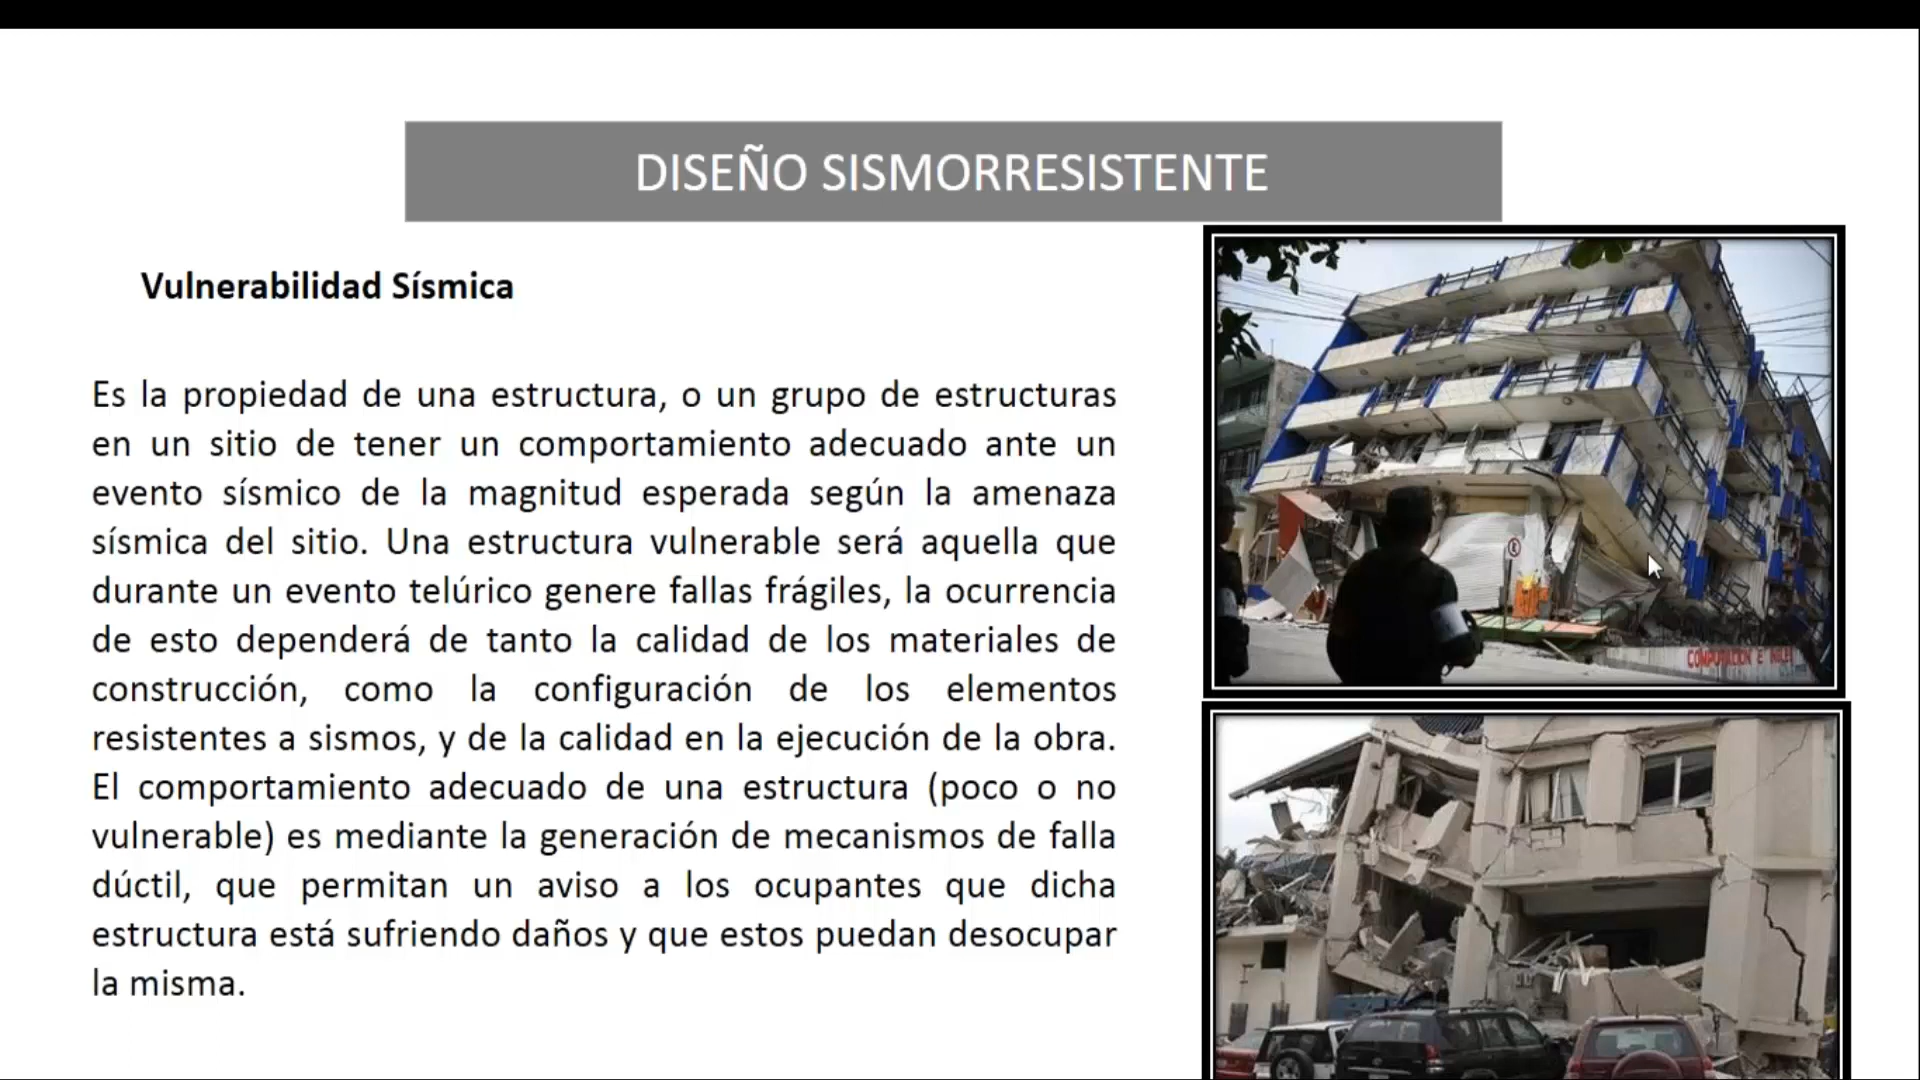 DISEÑO SISMORRESISTENTE
Vulnerabilidad Sísmica
Es la propiedad de una estructura, o un grupo de estructuras
en un sitio de tener un comportamiento adecuado ante un
evento sísmico de la magnitud esperada según la amenaza
sísmica del sitio. Una estructura vulnerable será aquella que
durante un evento telúrico genere fallas frágiles, la ocurrencia
de esto dependerá de tanto la calidad de los materiales de
construcción, como la configuración de los elementos
resistentes a sismos, y de la calidad en la ejecución de la obra.
El comportamiento adecuado de una estructura (poco o no
vulnerable) es mediante la generación de mecanismos de falla
dúctil, que permitan un aviso a los ocupantes que dicha
estructura está sufriendo daños y que estos puedan desocupar
la misma.
COMPUTACION E